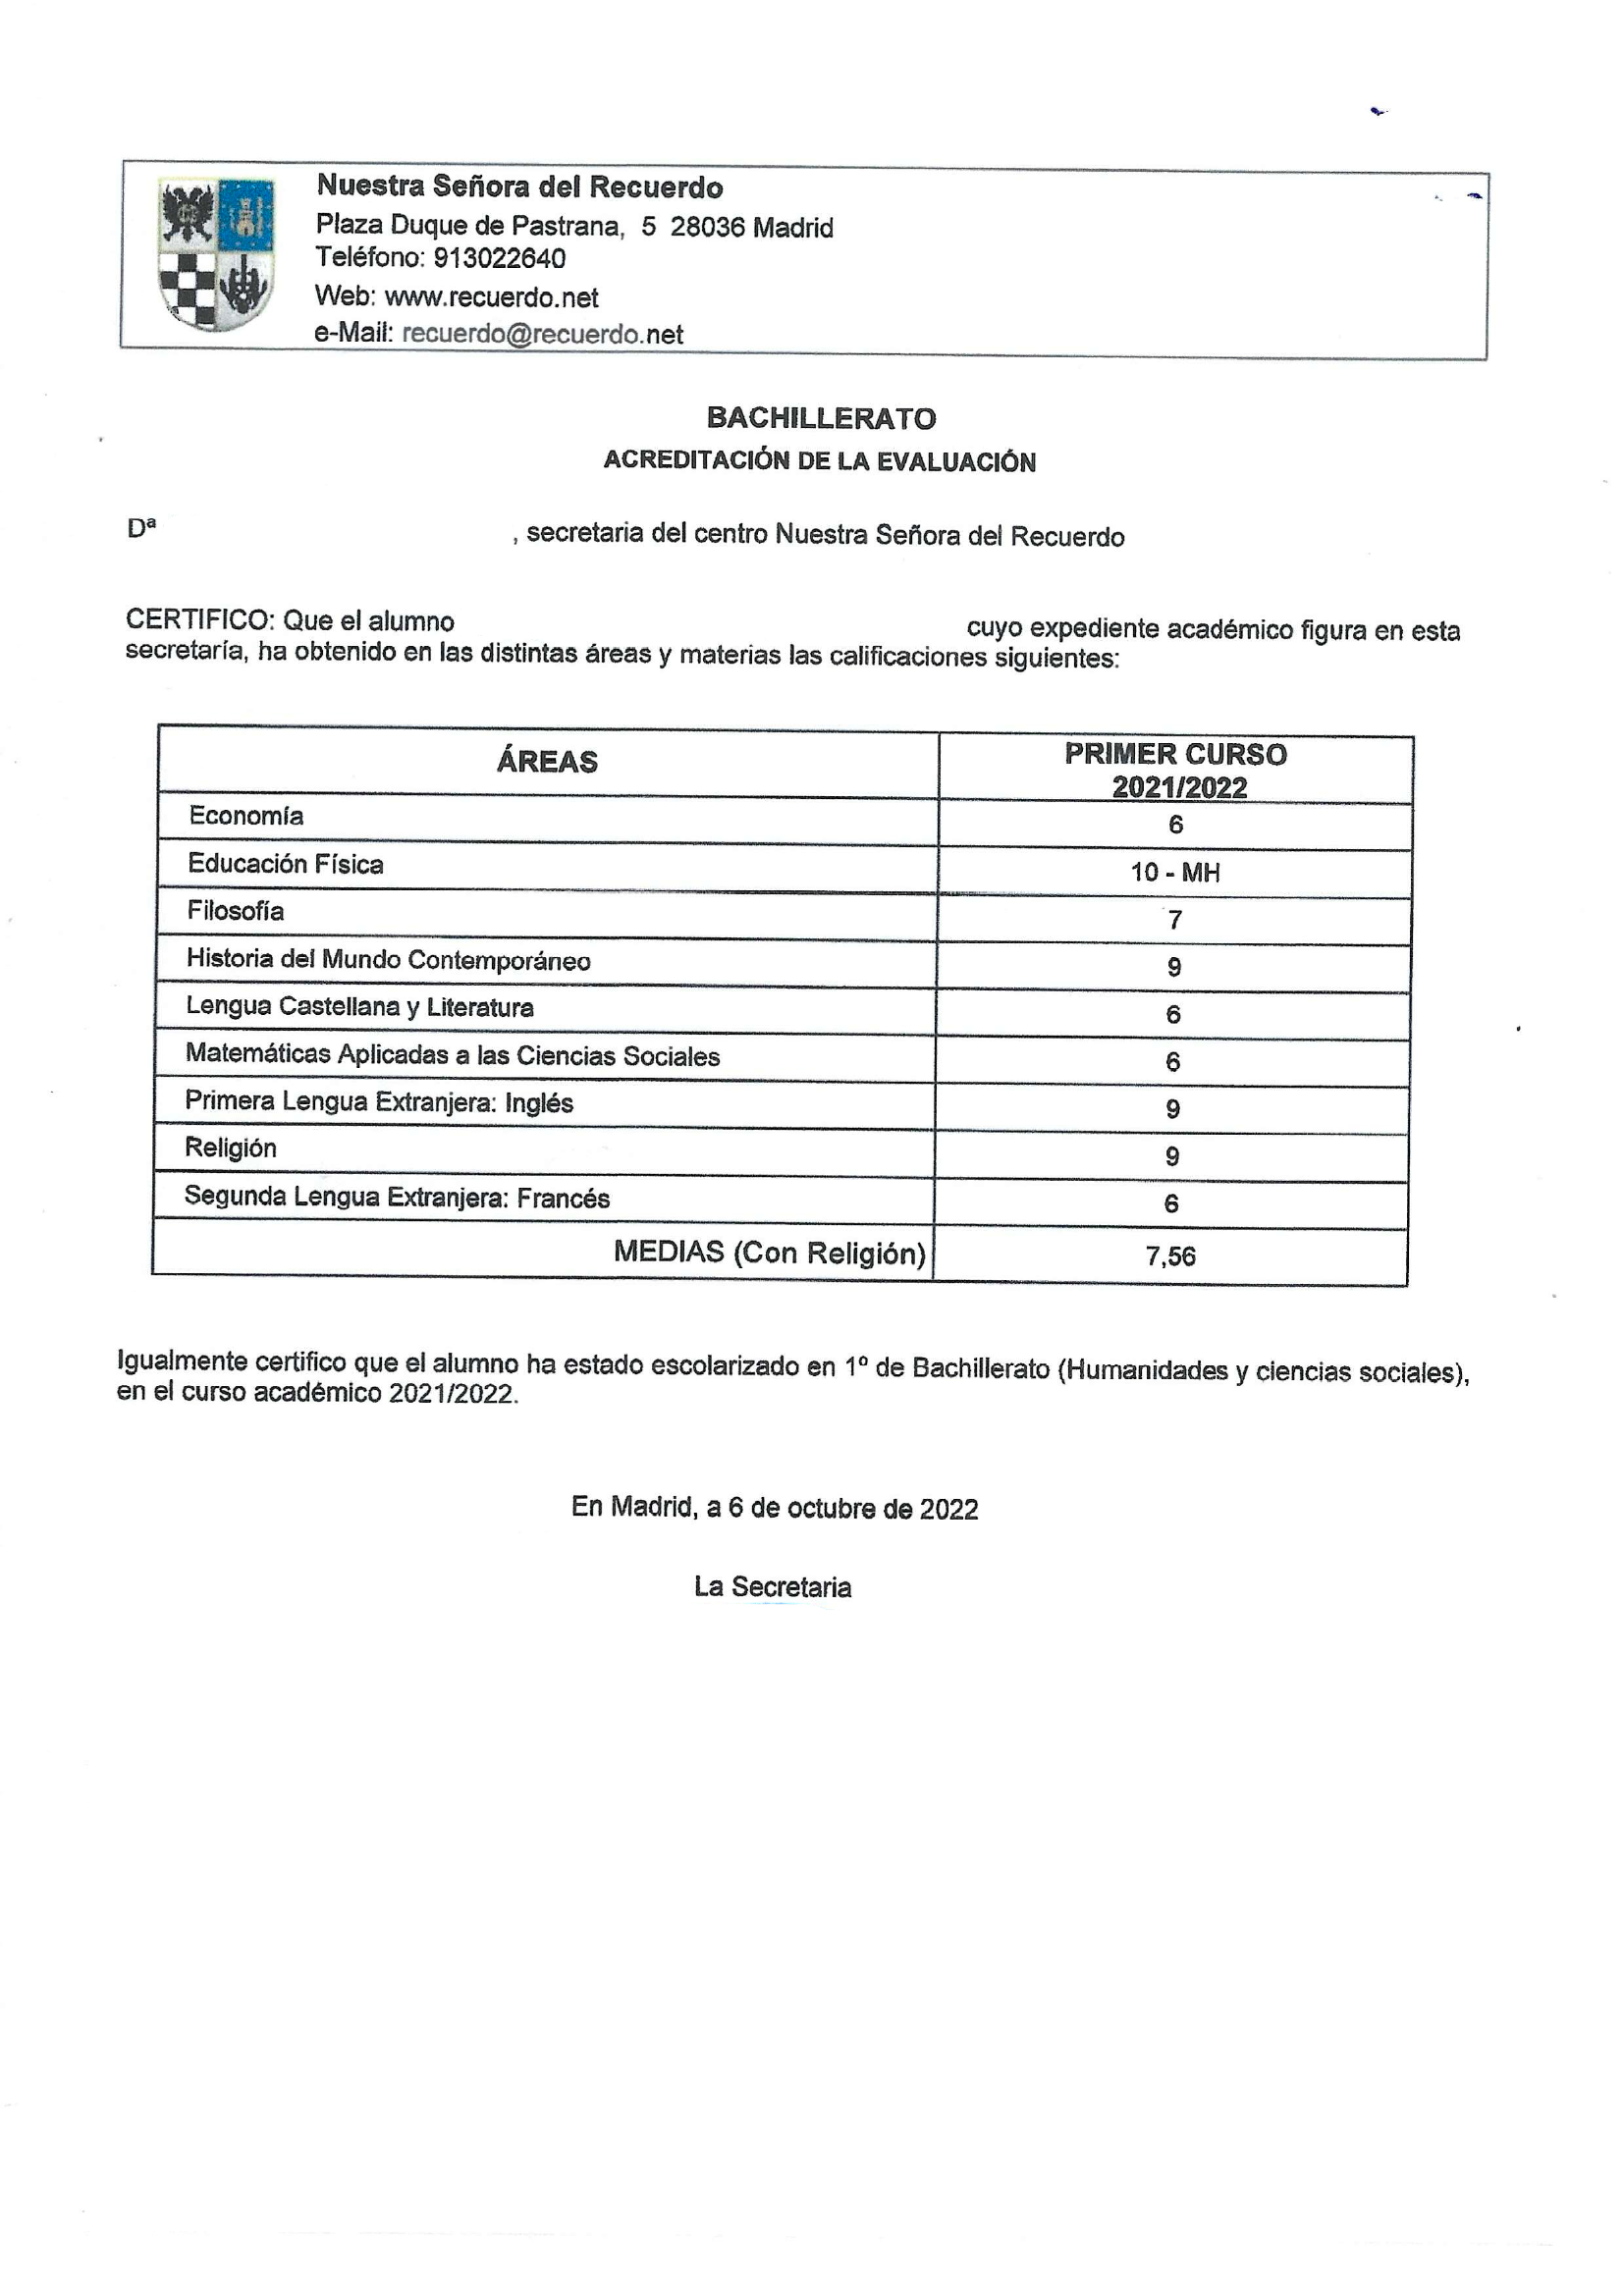 Nuestra Señora del Recuerdo
Plaza Duque de Pastrana, 5 28036 Madrid
Teléfono: 913022640
Web: www.recuerdo.net
e-Mail: recuerdo@recuerdo.net
BACHILLERATO
ACREDITACIÓN DE LA EVALUACIÓN
Dª , secretaria del centro Nuestra Señora del Recuerdo
CERTIFICO: Que el alumno cuyo expediente académico figura en esta
secretaría, ha obtenido en las distintas áreas y materias las calificaciones siguientes:
ÁREAS PRIMER CURSO
2021/2022
Economía 6
Educación Física 10 - MH
Filosofía 7
Historia del Mundo Contemporáneo 9
Lengua Castellana y Literatura 6
Matemáticas Aplicadas a las Ciencias Sociales 6
Primera Lengua Extranjera: Inglés 9
Religión 9
Segunda Lengua Extranjera: Francés 6
MEDIAS (Con Religión) 7,56
Igualmente certifico que el alumno ha estado escolarizado en 1º de Bachillerato (Humanidades y ciencias sociales),
en el curso académico 2021/2022.
En Madrid, a 6 de octubre de 2022
La Secretaria